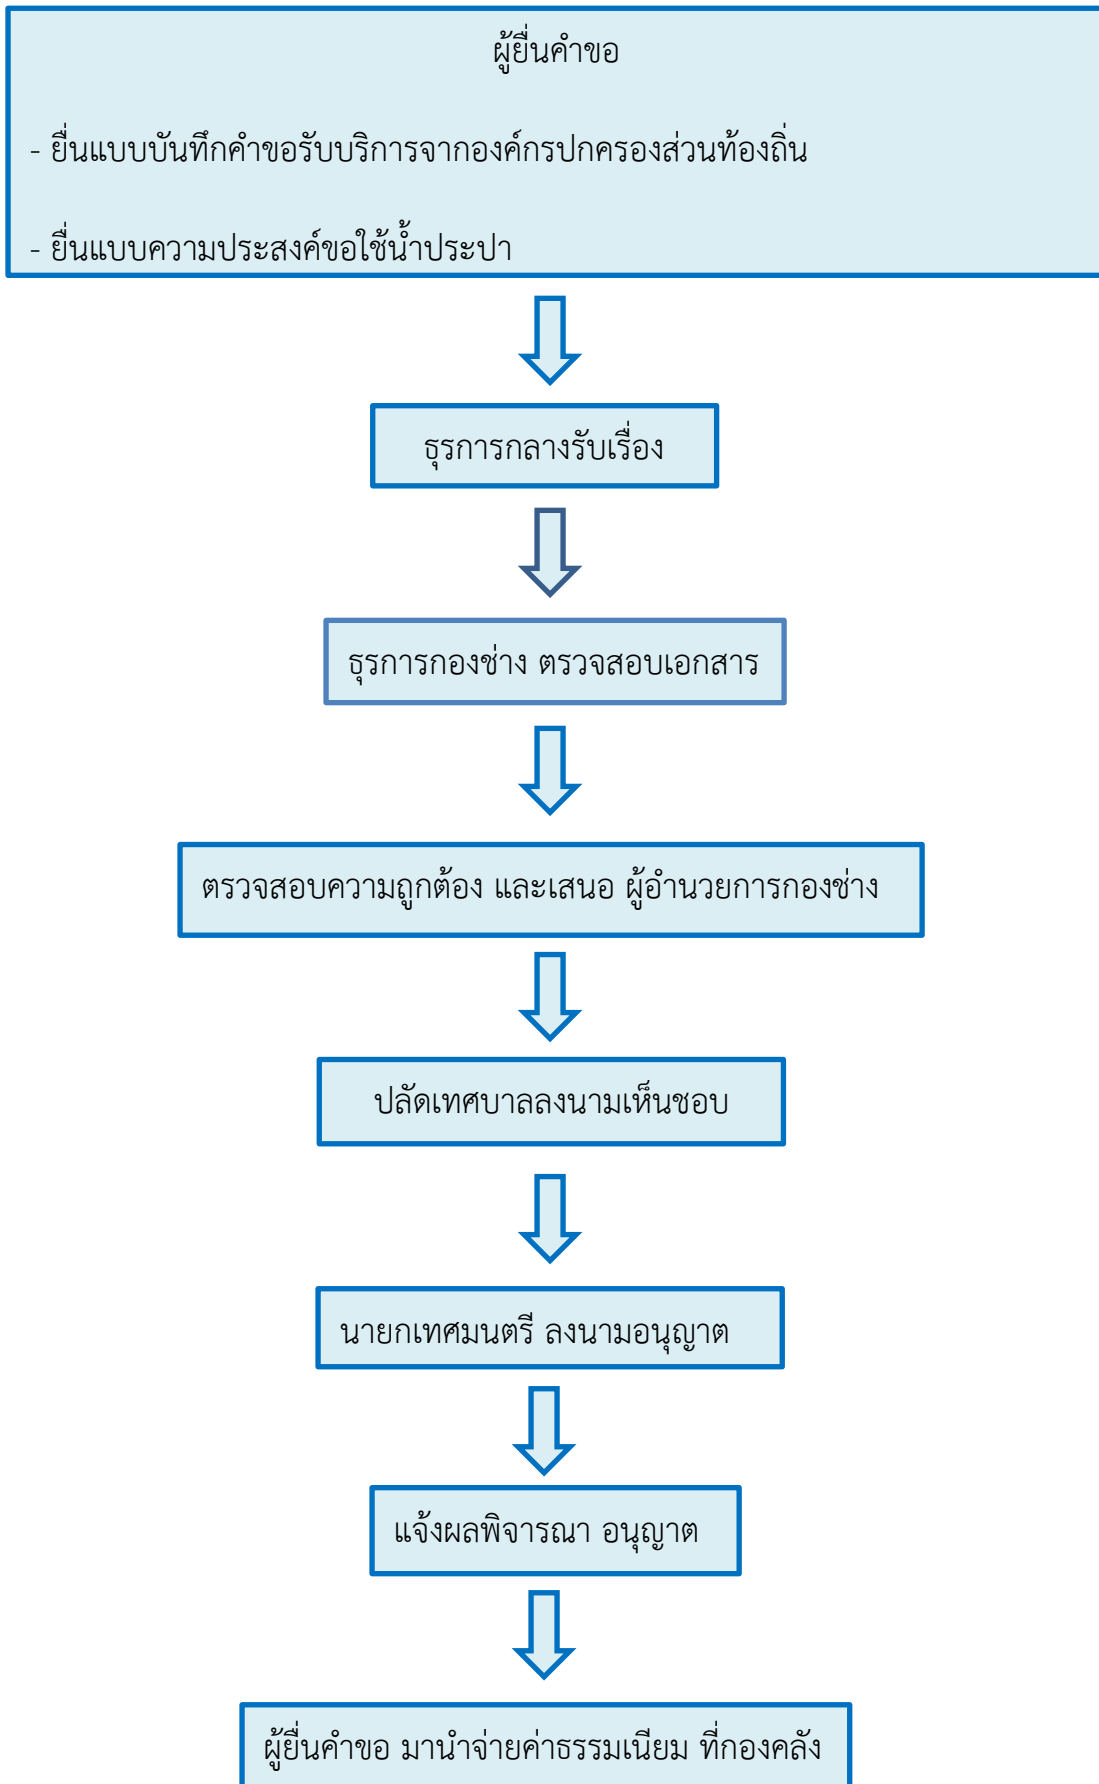 ผู้ยื่นคำขอ
- ยื่นแบบบันทึกคำขอรับบริการจากองค์กรปกครองส่วนท้องถิ่น
- ยื่นแบบความประสงค์ขอใช้น้ำประปา
ธุรการกลางรับเรื่อง
ธุรการกองช่าง ตรวจสอบเอกสาร
ตรวจสอบความถูกต้อง และเสนอ ผู้อำนวยการกองช่าง
ปลัดเทศบาลลงนามเห็นชอบ
นายกเทศมนตรี ลงนามอนุญาต
แจ้งผลพิจารณา อนุญาต
ผู้ยื่นคำขอ มานำจ่ายค่าธรรมเนียม ที่กองคลัง